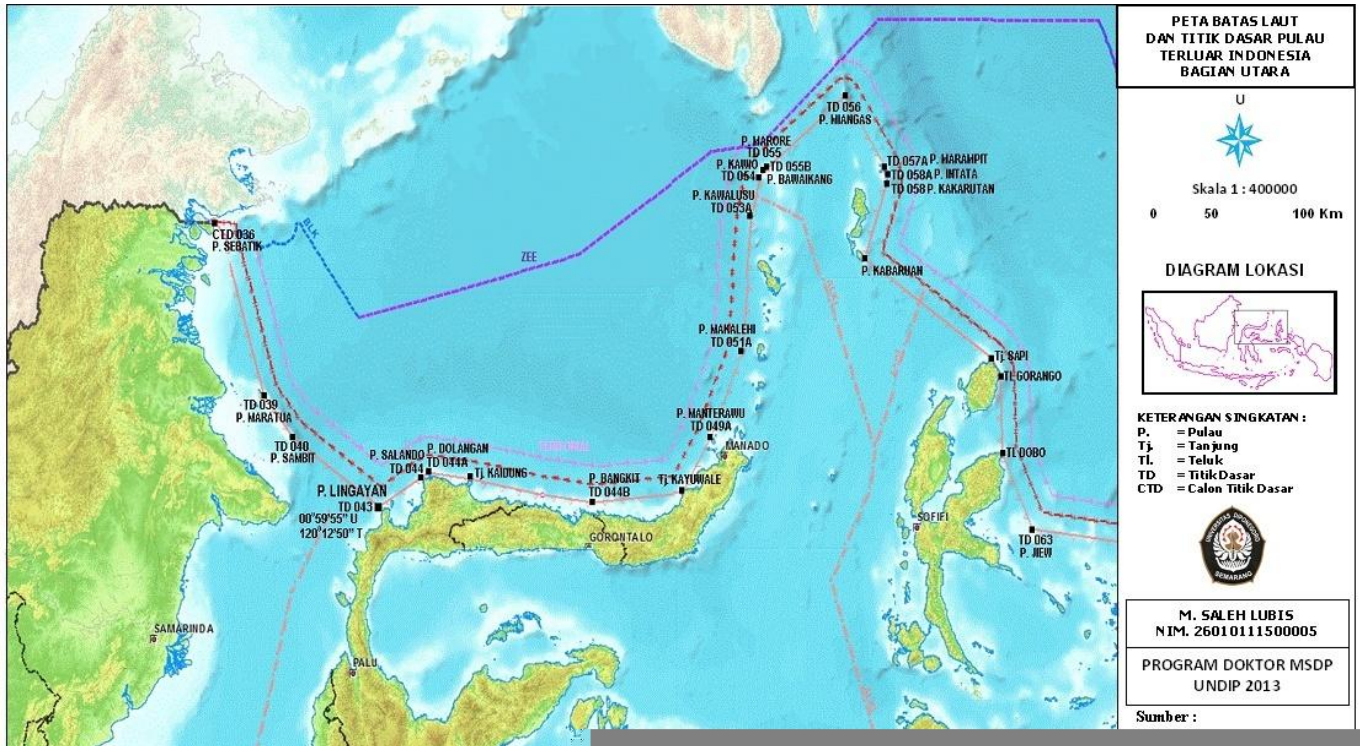 PETA BATAS LAUT
DAN TITIK DASAR PULAU
TERLUAR INDONESIA
BAGIAN UTARA
U
Skala 1 : 400000
0 50 100 Km
DIAGRAM LOKASI
KETERANGAN SINGKATAN :
P. = Pulau
Tj. = Tanjung
Tl. = Teluk
TD = Titik Dasar
CTD = Calon Titik Dasar
UNIVERSITAS DIPONEGORO
SEMARANG
M. SALEH LUBIS
NIM. 26010111500005
PROGRAM DOKTOR MSDP
UNDIP 2013
Sumber :
TD 056
P. MIANGAS
P. MARORE
TD 055
TD 055B
P. KAWIO
TD 054
P. BAWAIKANG
P. KAWALUSU
TD 053A
TD 057A P. MARAMPIT
TD 058A P. INTATA
TD 058 P. KAKARUTAN
CTD 036
P. SEBATIK
BLK
ZEE
P. KABARUAN
P. MAKALEHI
TD 051A
Tj. SAPI
Tl. GORANGO
TD 039
P. MARATUA
TD 040
P. SAMBIT
P. MANTERAWU
TD 049A
MANADO
P. SALANDO
TD 044
P. DOLANGAN
TD 044A
Tj. KAIDUNG
P. BANGKIT
TD 044B
Tj. KAYUWALE
Tl. DOBO
P. LINGAYAN
TD 043
00°59'55" U
120°12'50" T
GORONTALO
SOFIFI
TD 063
P. JIEW
SAMARINDA
PALU